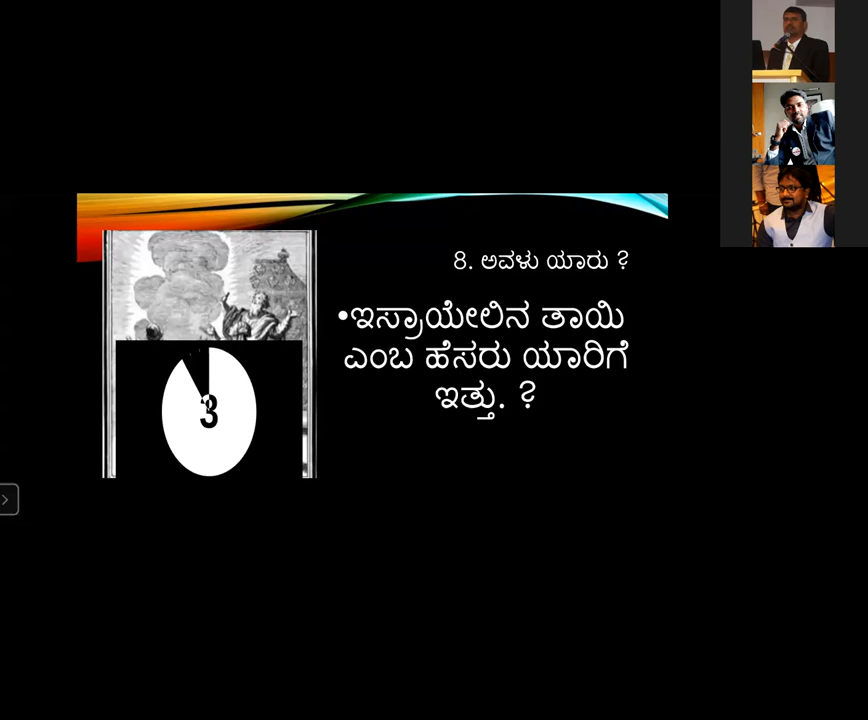 8. ಅವಳು ಯಾರು ?
•ಇಸ್ರಾಯೇಲಿನ ತಾಯಿ
ಎಂಬ ಹೆಸರು ಯಾರಿಗೆ
ಇತ್ತು. ?
3